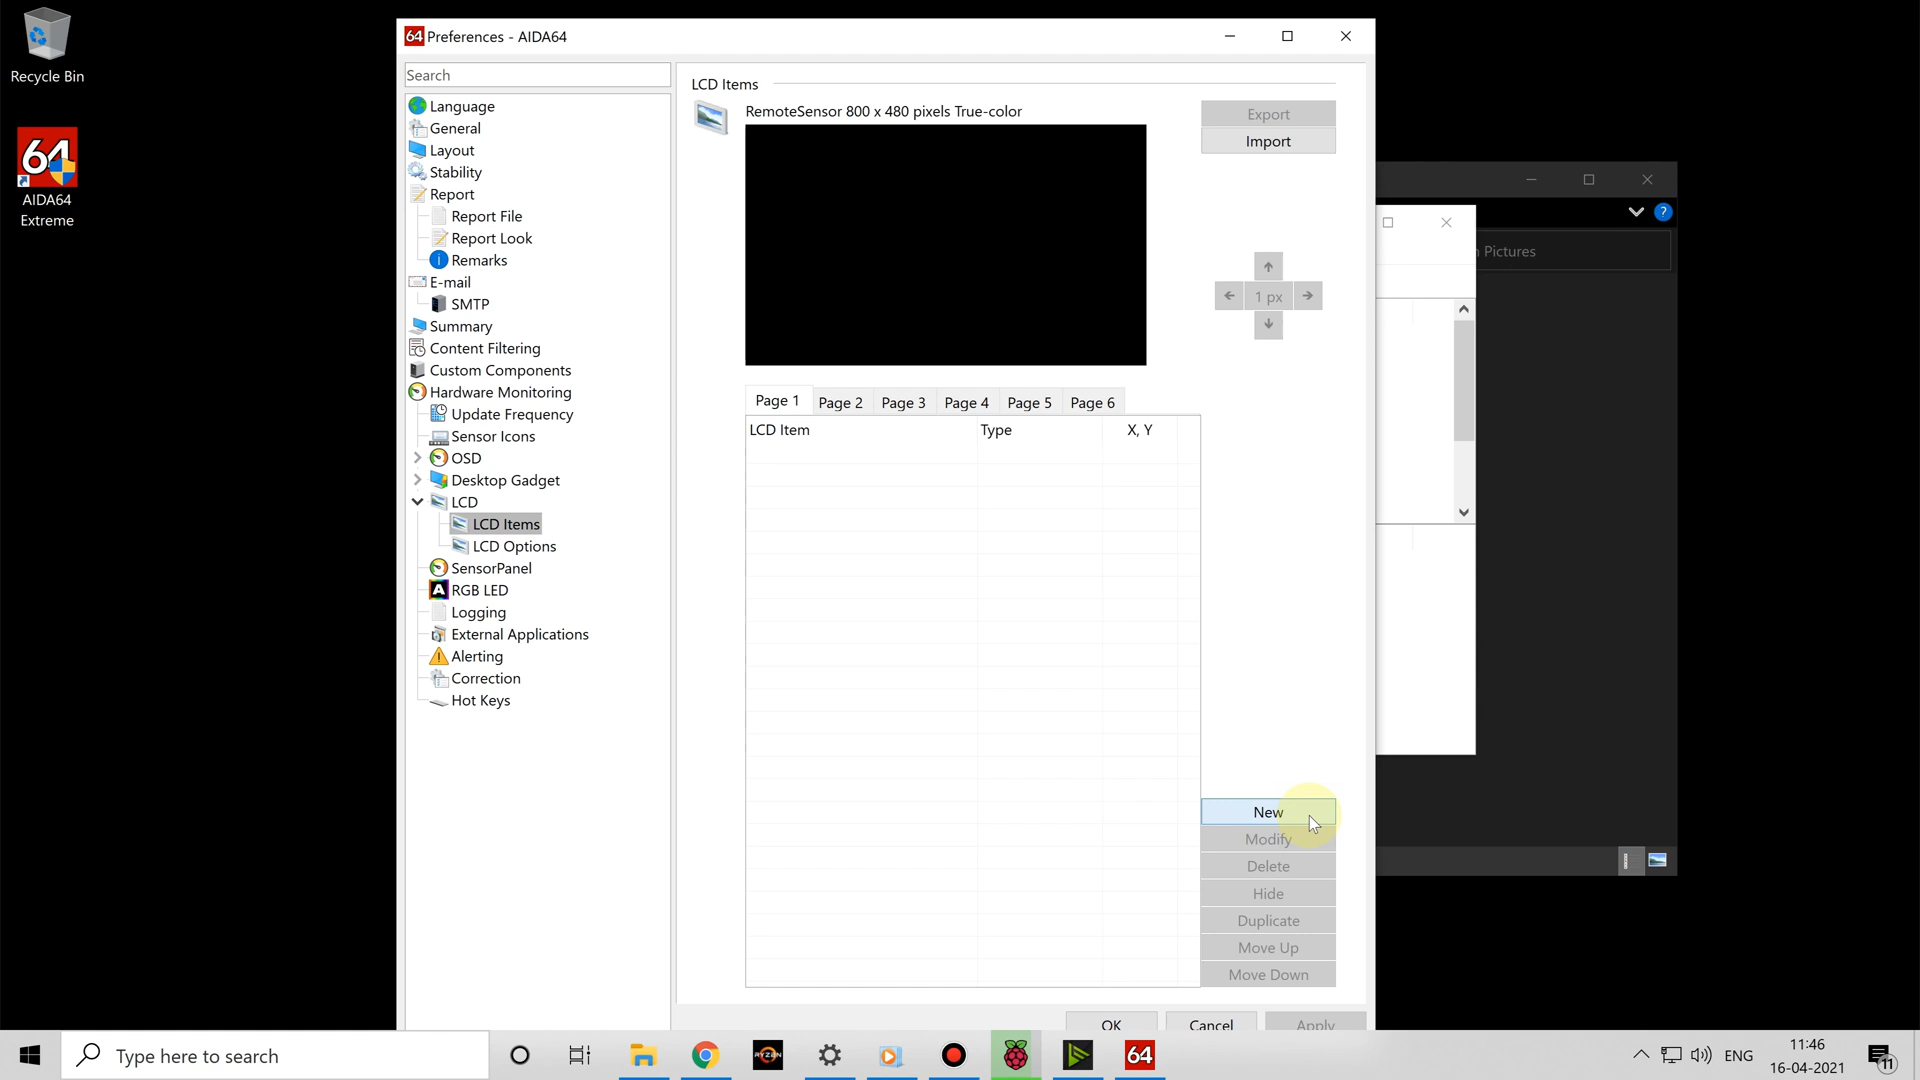 Recycle Bin
64
AIDA64
Extreme
64 Preferences - AIDA64
Search
Language
General
Layout
Stability
Report
Report File
Report Look
Remarks
E-mail
SMTP
Summary
Content Filtering
Custom Components
Hardware Monitoring
Update Frequency
Sensor Icons
OSD
Desktop Gadget
LCD
LCD Items
LCD Options
SensorPanel
RGB LED
Logging
External Applications
Alerting
Correction
Hot Keys
LCD Items
RemoteSensor 800 x 480 pixels True-color
Export
Import
1 px
Page 1 Page 2 Page 3 Page 4 Page 5 Page 6
LCD Item Type X, Y
New
Modify
Delete
Hide
Duplicate
Move Up
Move Down
OK Cancel Apply
Pictures
Type here to search
RYZEN
64
ENG
11:46
16-04-2021
11